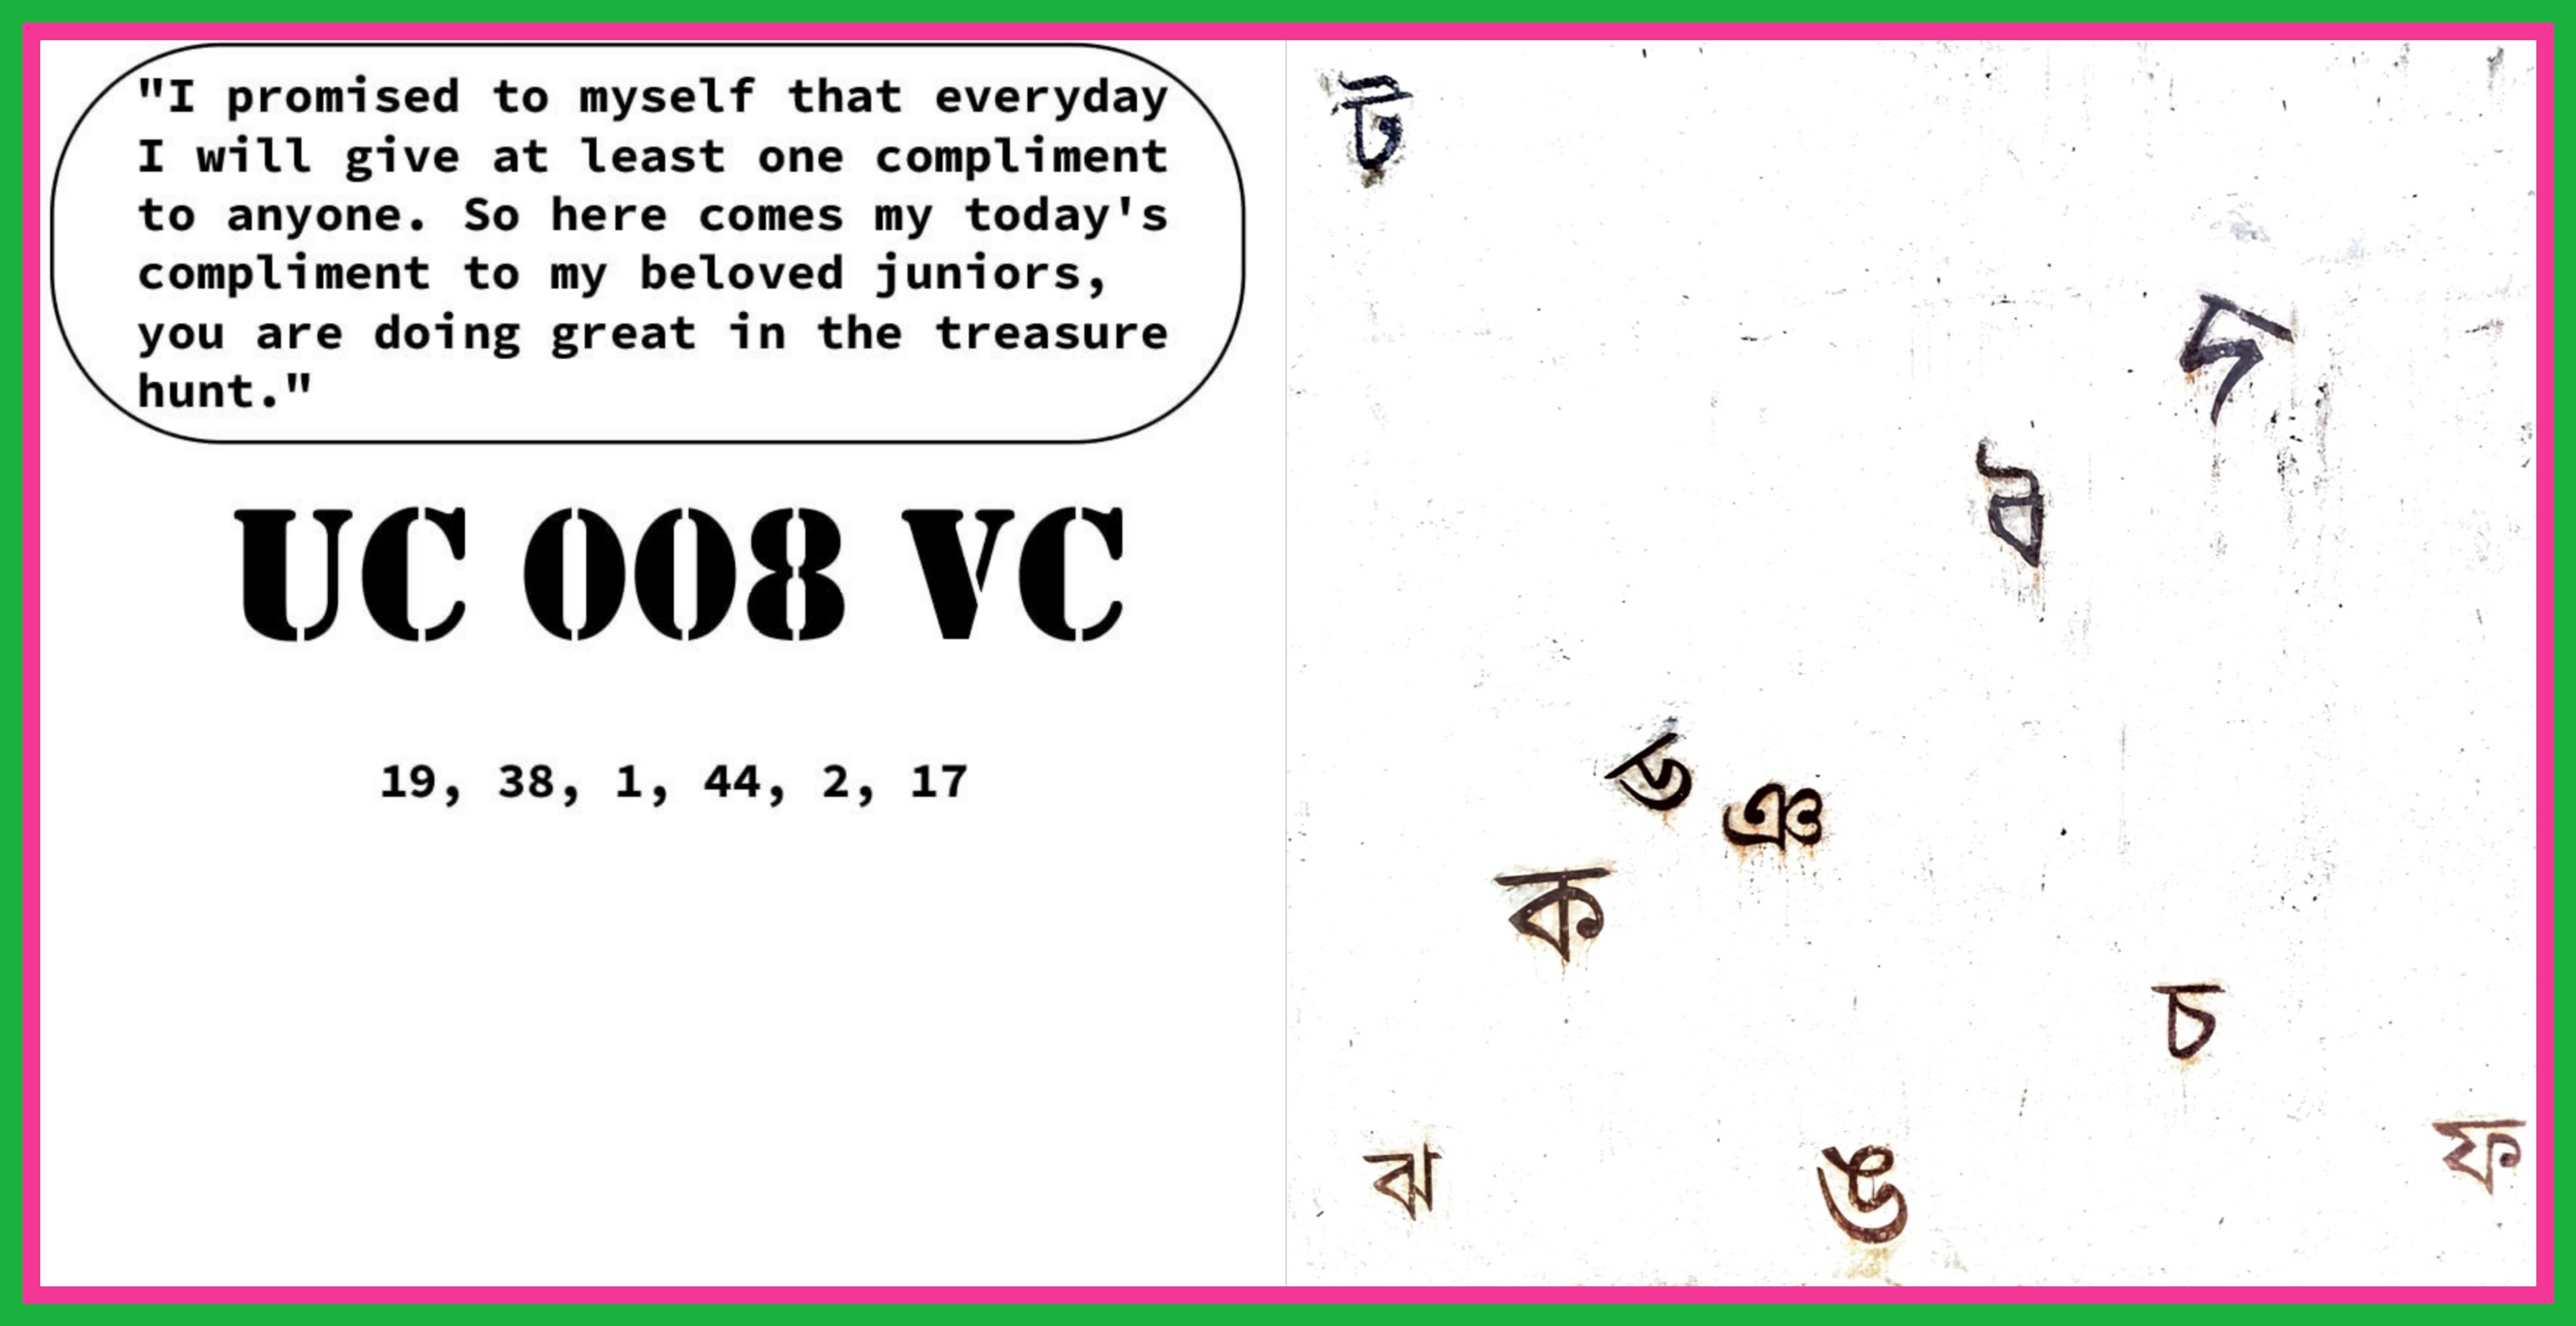 "I promised to myself that everyday
I will give at least one compliment
to anyone. So here comes my today's
compliment to my beloved juniors,
you are doing great in the treasure
hunt."
UC 008 VC
19, 38, 1, 44, 2, 17
ঢ
দ
ধ
ড
এও
ক
চ
ঝ
ঙ
ফ